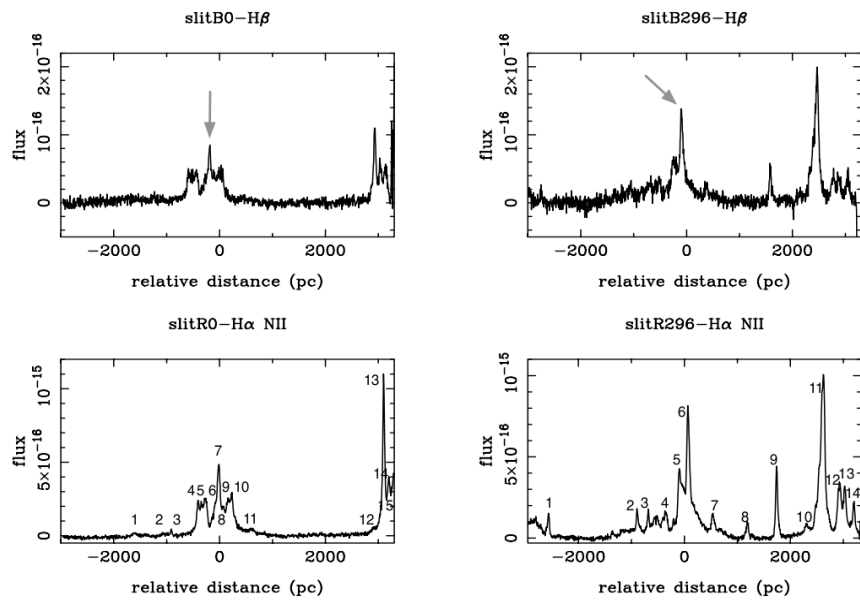 slitB0−Hβ
flux
0 10⁻¹⁶ 2×10⁻¹⁶
−2000 0 2000
relative distance (pc)
slitB296−Hβ
flux
0 10⁻¹⁶ 2×10⁻¹⁶
−2000 0 2000
relative distance (pc)
slitR0−Hα NII
flux
0 5×10⁻¹⁶ 10⁻¹⁵
1 2 3 4 5 6 7 8 9 10 11 12 13 14 15
−2000 0 2000
relative distance (pc)
slitR296−Hα NII
flux
0 5×10⁻¹⁶ 10⁻¹⁵
1 2 3 4 5 6 7 8 9 10 11 12 13 14
−2000 0 2000
relative distance (pc)